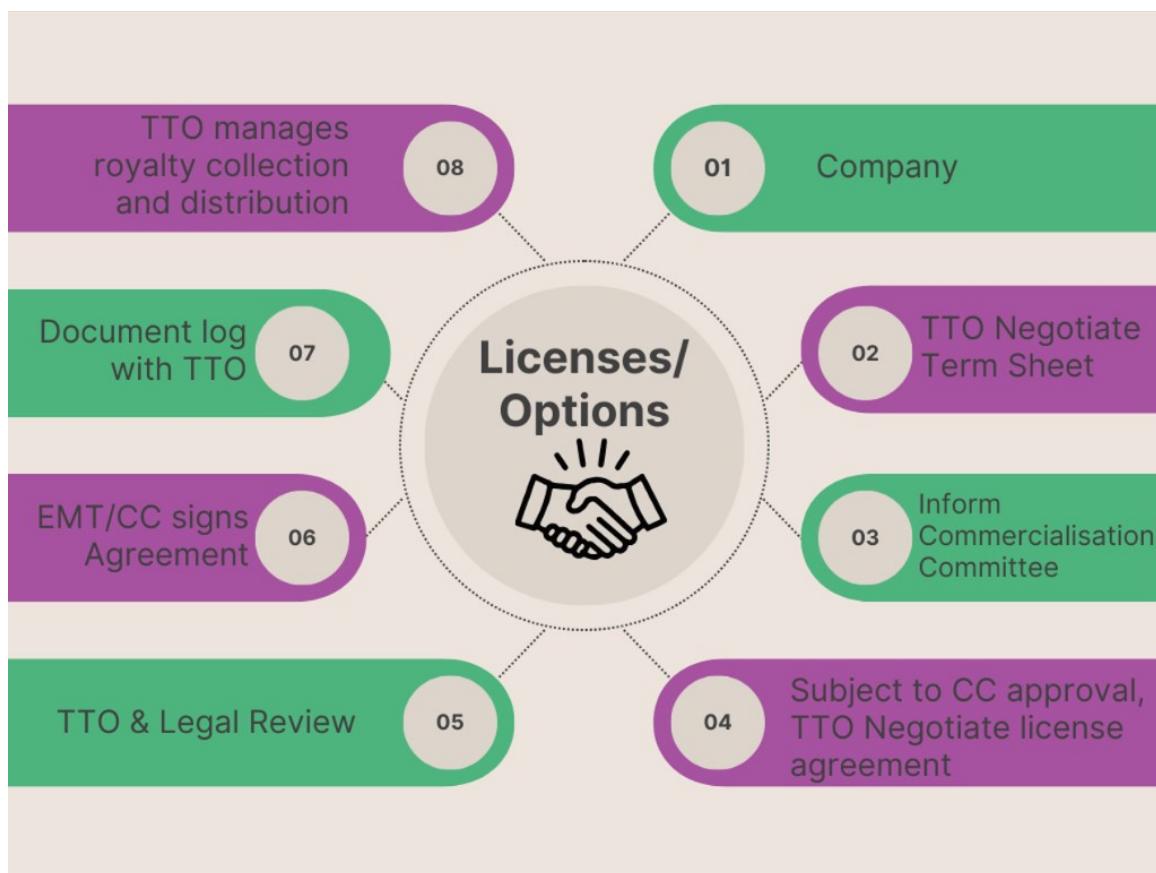 Licenses/
Options
01
Company
02
TTO Negotiate
Term Sheet
03
Inform
Commercialisation
Committee
04
Subject to CC approval,
TTO Negotiate license
agreement
05
TTO & Legal Review
06
EMT/CC signs
Agreement
07
Document log
with TTO
08
TTO manages
royalty collection
and distribution